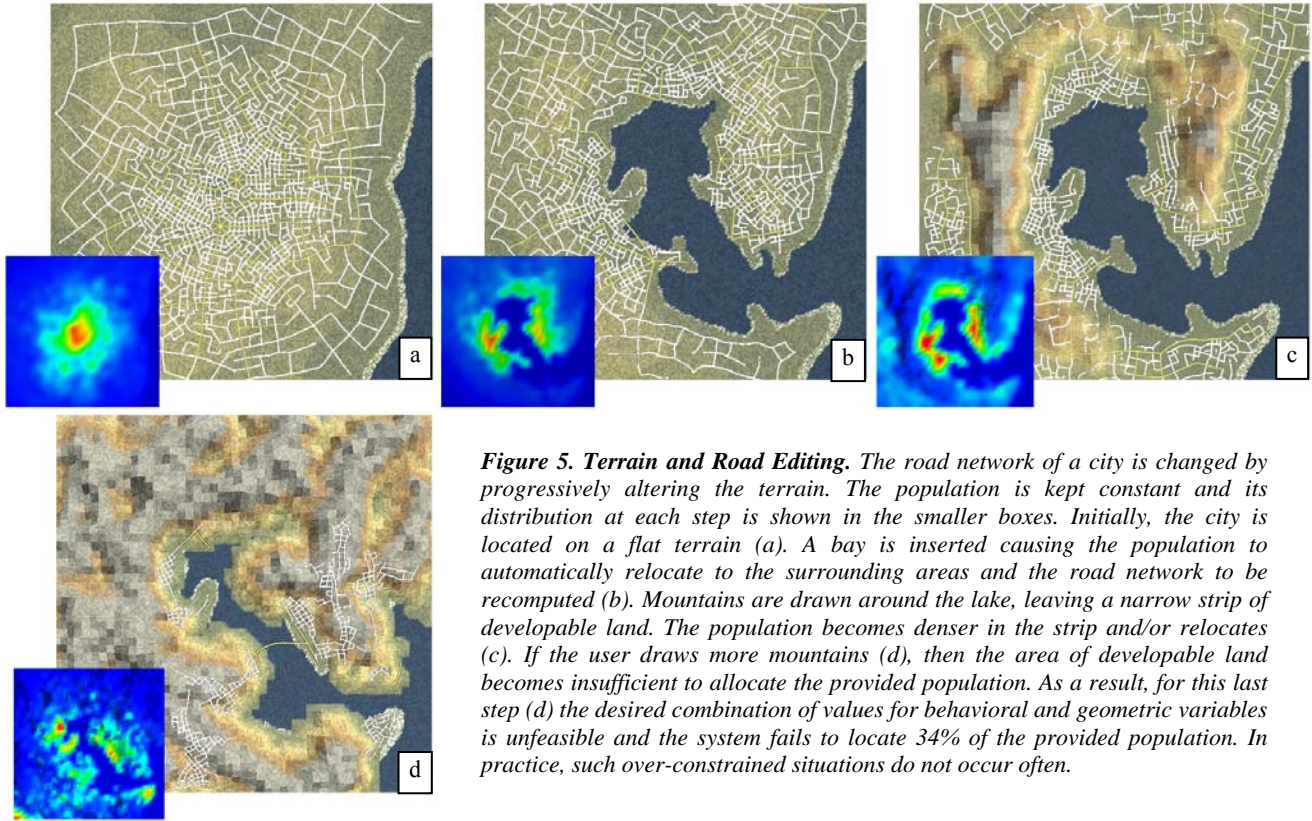 a
b
c
d
Figure 5. Terrain and Road Editing. The road network of a city is changed by
progressively altering the terrain. The population is kept constant and its
distribution at each step is shown in the smaller boxes. Initially, the city is
located on a flat terrain (a). A bay is inserted causing the population to
automatically relocate to the surrounding areas and the road network to be
recomputed (b). Mountains are drawn around the lake, leaving a narrow strip of
developable land. The population becomes denser in the strip and/or relocates
(c). If the user draws more mountains (d), then the area of developable land
becomes insufficient to allocate the provided population. As a result, for this last
step (d) the desired combination of values for behavioral and geometric variables
is unfeasible and the system fails to locate 34% of the provided population. In
practice, such over-constrained situations do not occur often.